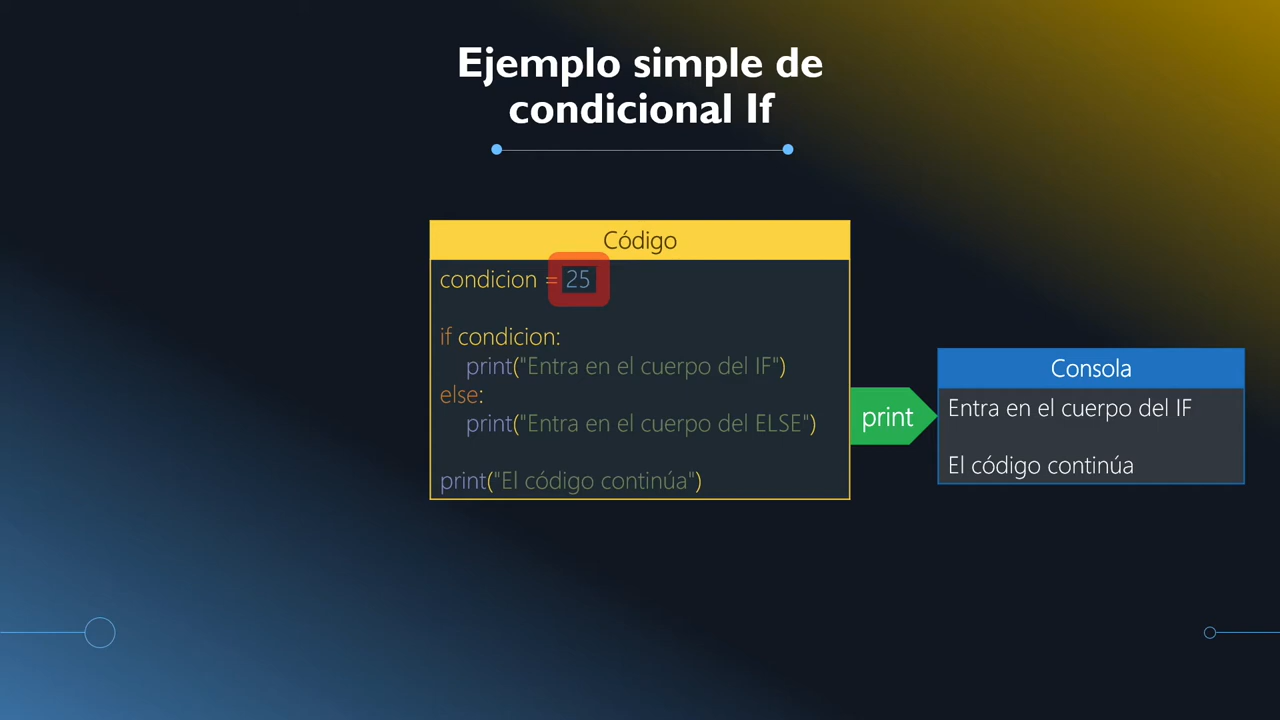 Ejemplo simple de
condicional If
Código
condicion = 25
if condicion:
print("Entra en el cuerpo del IF")
else:
print("Entra en el cuerpo del ELSE")
print("El código continúa")
print
Consola
Entra en el cuerpo del IF
El código continúa